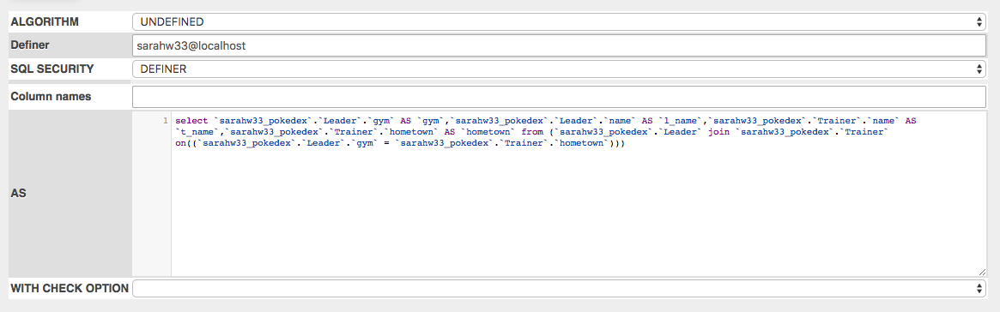 ALGORITHM UNDEFINED
Definer sarahw33@localhost
SQL SECURITY DEFINER
Column names
1 select `sarahw33_pokedex`.`Leader`.`gym` AS `gym`,`sarahw33_pokedex`.`Leader`.`name` AS `l_name`,`sarahw33_pokedex`.`Trainer`.`name` AS
`t_name`,`sarahw33_pokedex`.`Trainer`.`hometown` AS `hometown` from (`sarahw33_pokedex`.`Leader` join `sarahw33_pokedex`.`Trainer`
on((`sarahw33_pokedex`.`Leader`.`gym` = `sarahw33_pokedex`.`Trainer`.`hometown`)))
AS
WITH CHECK OPTION